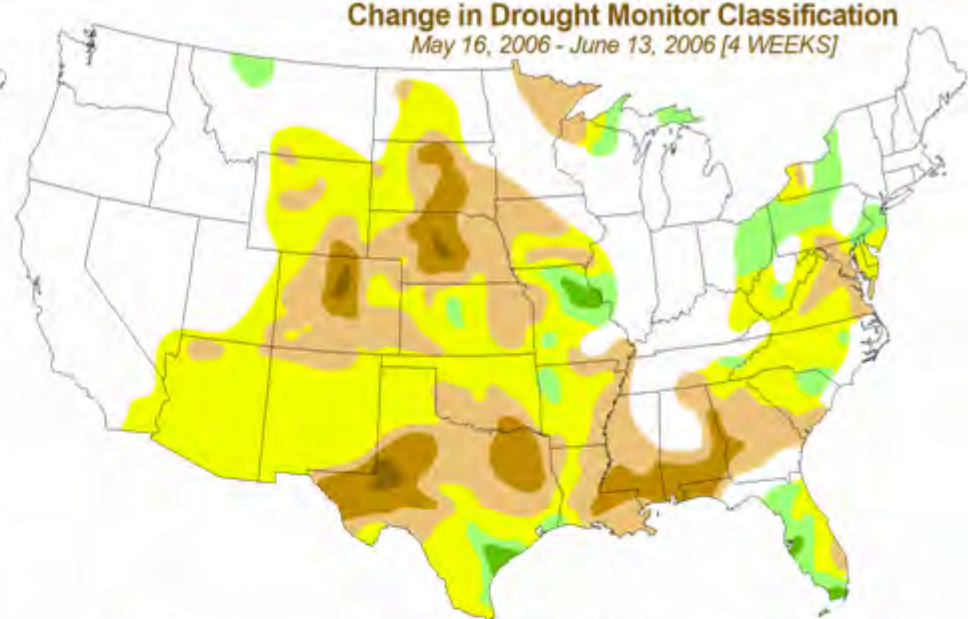 Change in Drought Monitor Classification
May 16, 2006 - June 13, 2006 [4 WEEKS]